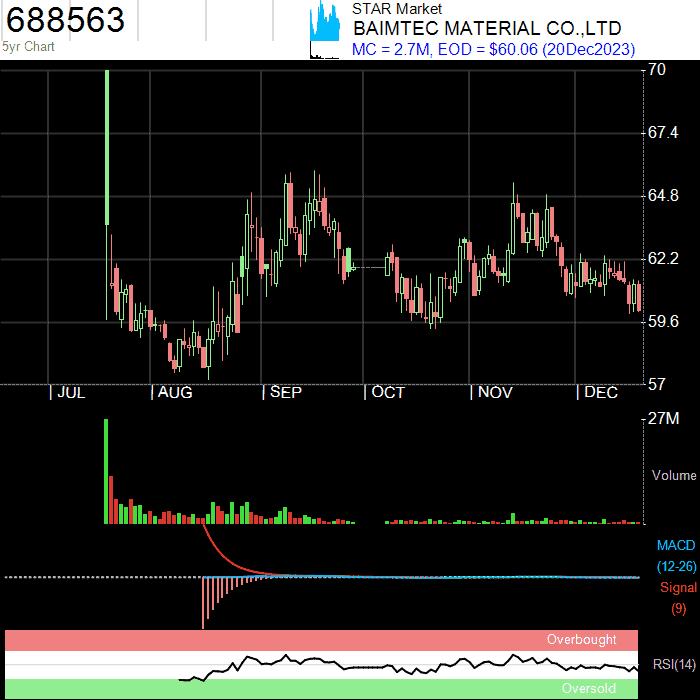 688563
5yr Chart
STAR Market
BAIMTEC MATERIAL CO.,LTD
MC = 2.7M, EOD = $60.06 (20Dec2023)
70
67.4
64.8
62.2
59.6
57
JUL AUG SEP OCT NOV DEC
27M
Volume
MACD
(12-26)
Signal
(9)
Overbought
RSI(14)
Oversold